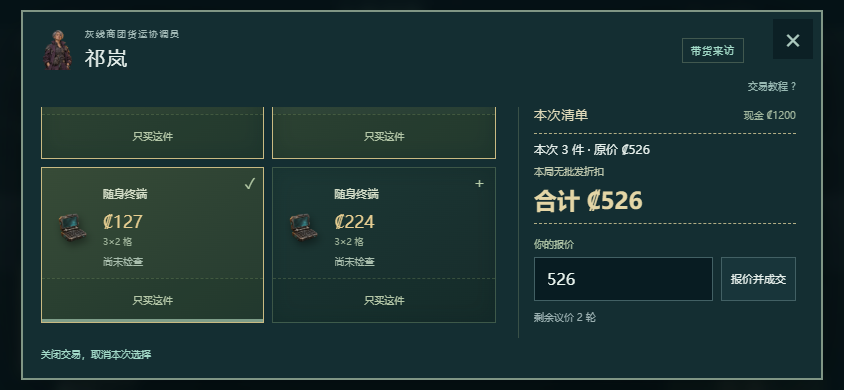 灰线商团货运协调员
祁岚
带货来访
×
交易教程 ?
只买这件
只买这件
随身终端
✓
₡127
3×2 格
尚未检查
只买这件
随身终端
+
₡224
3×2 格
尚未检查
只买这件
本次清单
现金 ₡1200
本次 3 件 · 原价 ₡526
本局无批发折扣
合计 ₡526
你的报价
526
报价并成交
剩余议价 2 轮
关闭交易，取消本次选择